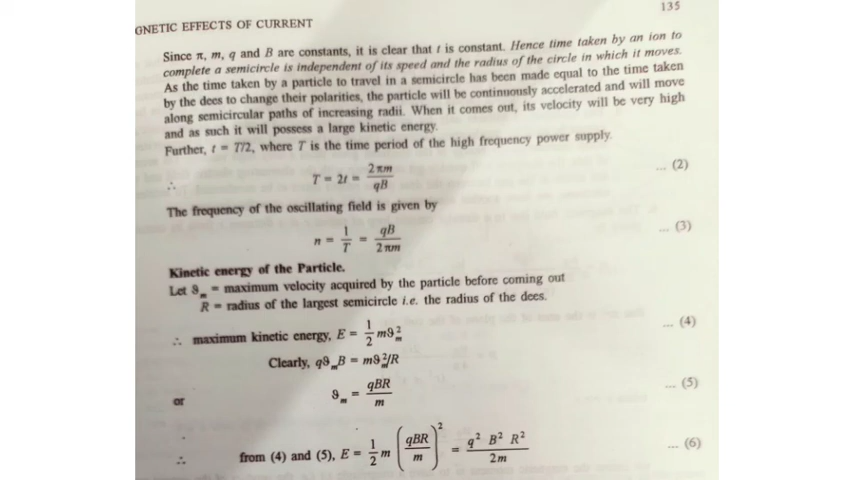 135
GNETIC EFFECTS OF CURRENT
Since π, m, q and B are constants, it is clear that t is constant. Hence time taken by an ion to
complete a semicircle is independent of its speed and the radius of the circle in which it moves.
As the time taken by a particle to travel in a semicircle has been made equal to the time taken
by the dees to change their polarities, the particle will be continuously accelerated and will move
along semicircular paths of increasing radii. When it comes out, its velocity will be very high
and as such it will possess a large kinetic energy.
Further, t = T/2, where T is the time period of the high frequency power supply.
∴ T = 2t = 2πm/qB ... (2)
The frequency of the oscillating field is given by
n = 1/T = qB/2πm ... (3)
Kinetic energy of the Particle.
Let ϑₘ = maximum velocity acquired by the particle before coming out
R = radius of the largest semicircle i.e. the radius of the dees.
∴ maximum kinetic energy, E = 1/2 mϑ²ₘ ... (4)
Clearly, qϑₘB = mϑ²ₘ/R
or ϑₘ = qBR/m ... (5)
∴ from (4) and (5), E = 1/2 m (qBR/m)² = q² B² R²/2m ... (6)